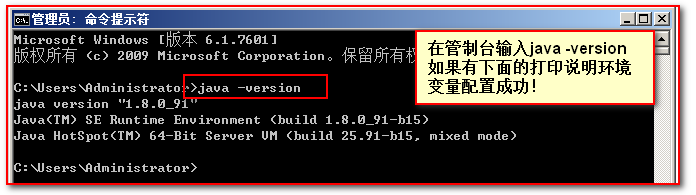 管理员: 命令提示符
Microsoft Windows [版本 6.1.7601]
版权所有 (c) 2009 Microsoft Corporation。保留所有权
C:\Users\Administrator>java -version
java version "1.8.0_91"
Java(TM) SE Runtime Environment (build 1.8.0_91-b15)
Java HotSpot(TM) 64-Bit Server VM (build 25.91-b15, mixed mode)
C:\Users\Administrator>
在管制台输入java -version
如果有下面的打印说明环境
变量配置成功!